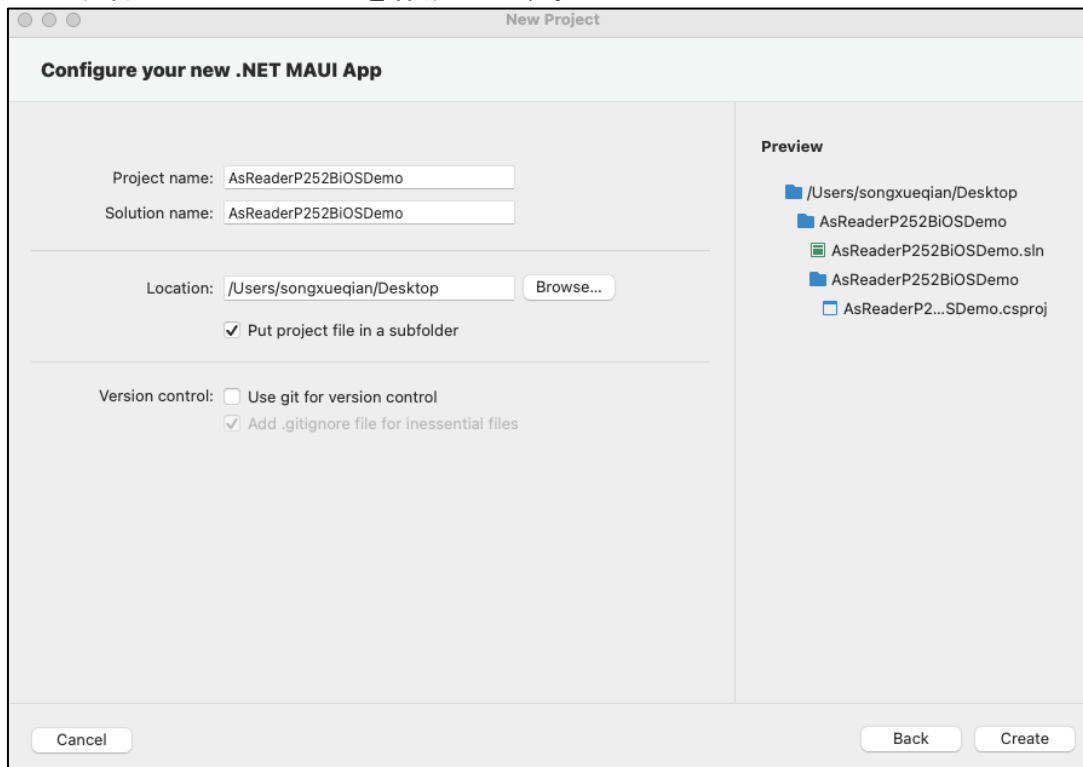 New Project
Configure your new .NET MAUI App
Project name: AsReaderP252BiOSDemo
Solution name: AsReaderP252BiOSDemo
Location: /Users/songxueqian/Desktop Browse...
Put project file in a subfolder
Version control: Use git for version control
Add .gitignore file for inessential files
Preview
/Users/songxueqian/Desktop
AsReaderP252BiOSDemo
AsReaderP252BiOSDemo.sln
AsReaderP252BiOSDemo
AsReaderP2...SDemo.csproj
Cancel
Back
Create